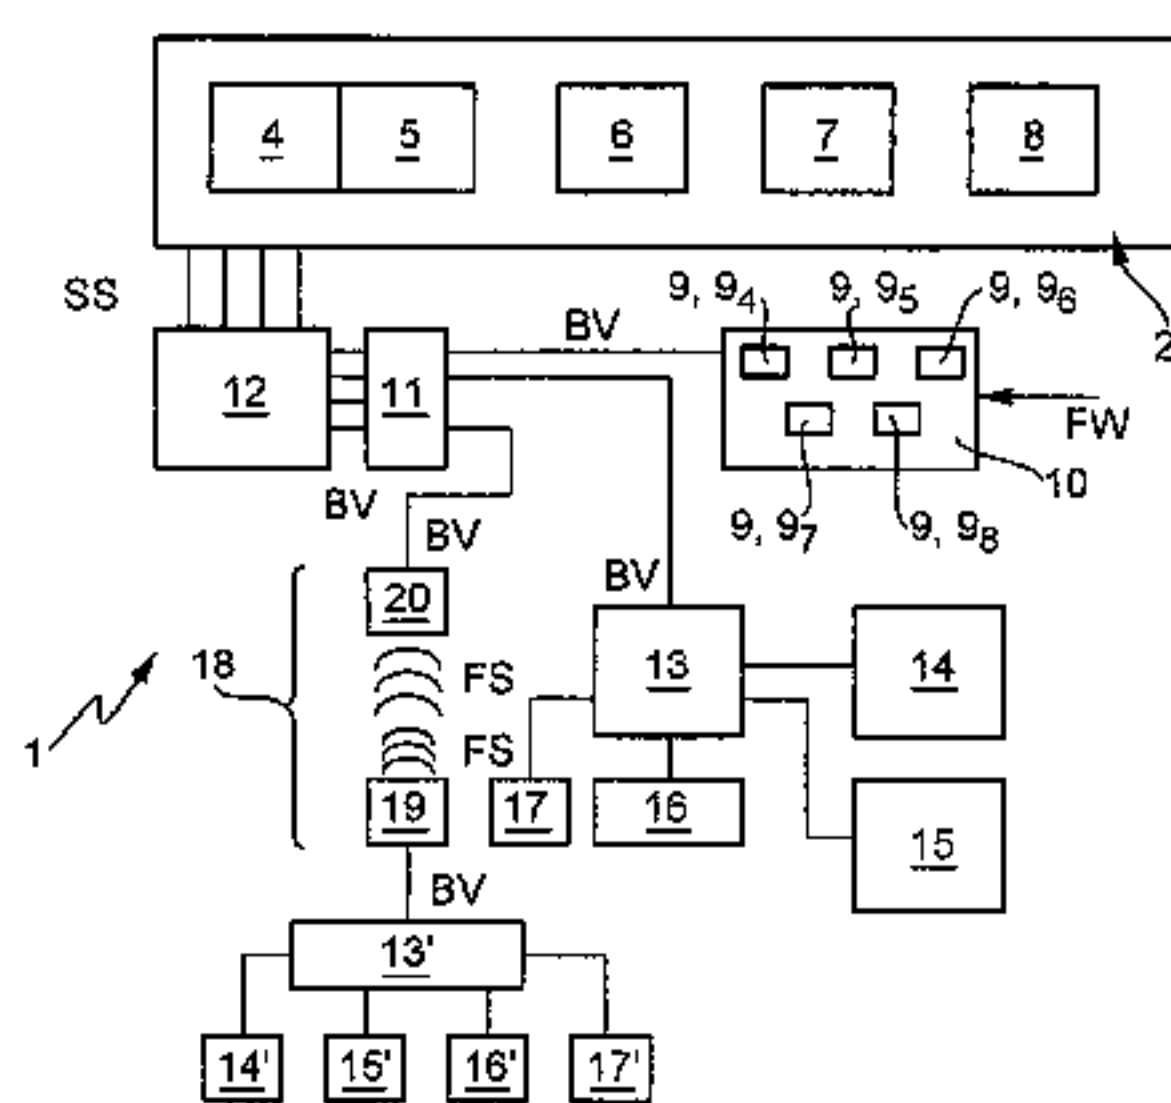 4 5 6 7 8
SS
9, 9₄ 9, 9₅ 9, 9₆
2
BV
12 11
FW
10
BV
9, 9₇ 9, 9₈
BV
BV
20
18
13 14
FS
1
FS
19 17 16
15
BV
13'
14' 15' 16' 17'